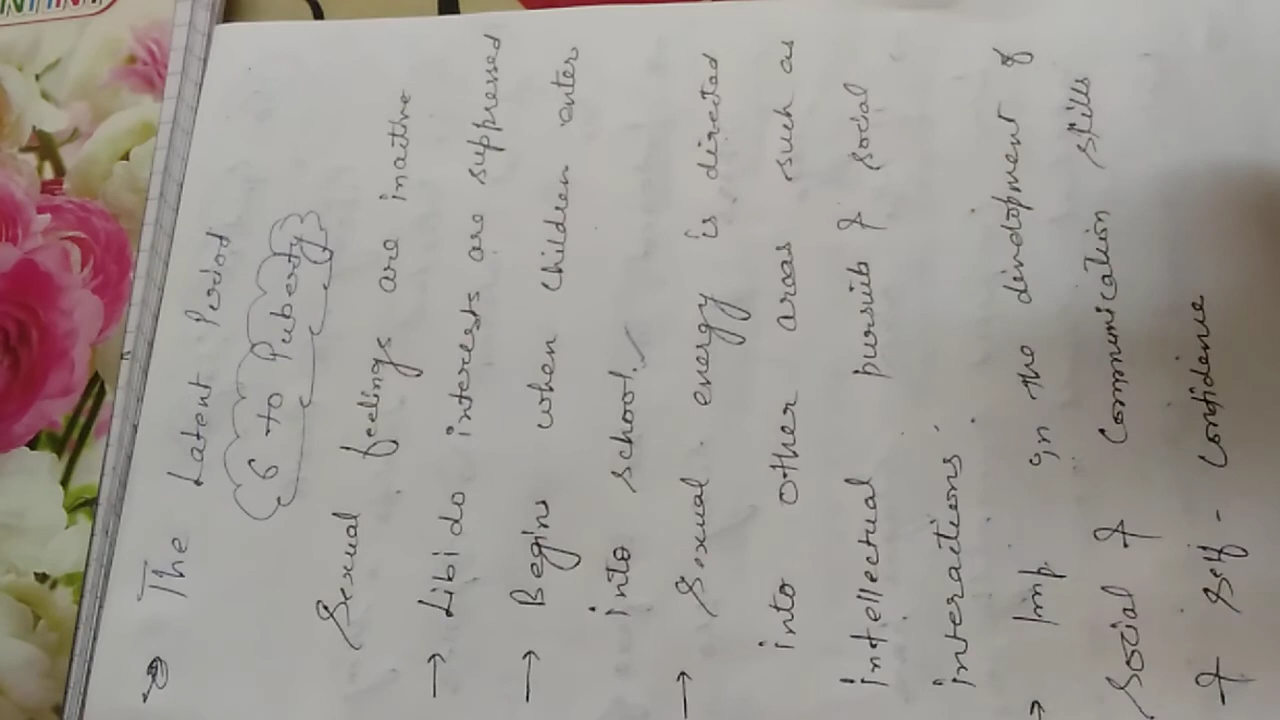 The Latent Period
(6 to Puberty)
Sexual feelings are inactive
→ Libido interests are suppressed
→ Begins when children enter
into school.
→ Sexual energy is directed
into other areas such as
intellectual pursuits & social
interactions.
→ Imp. in the development of
social & communication skills
& self-confidence